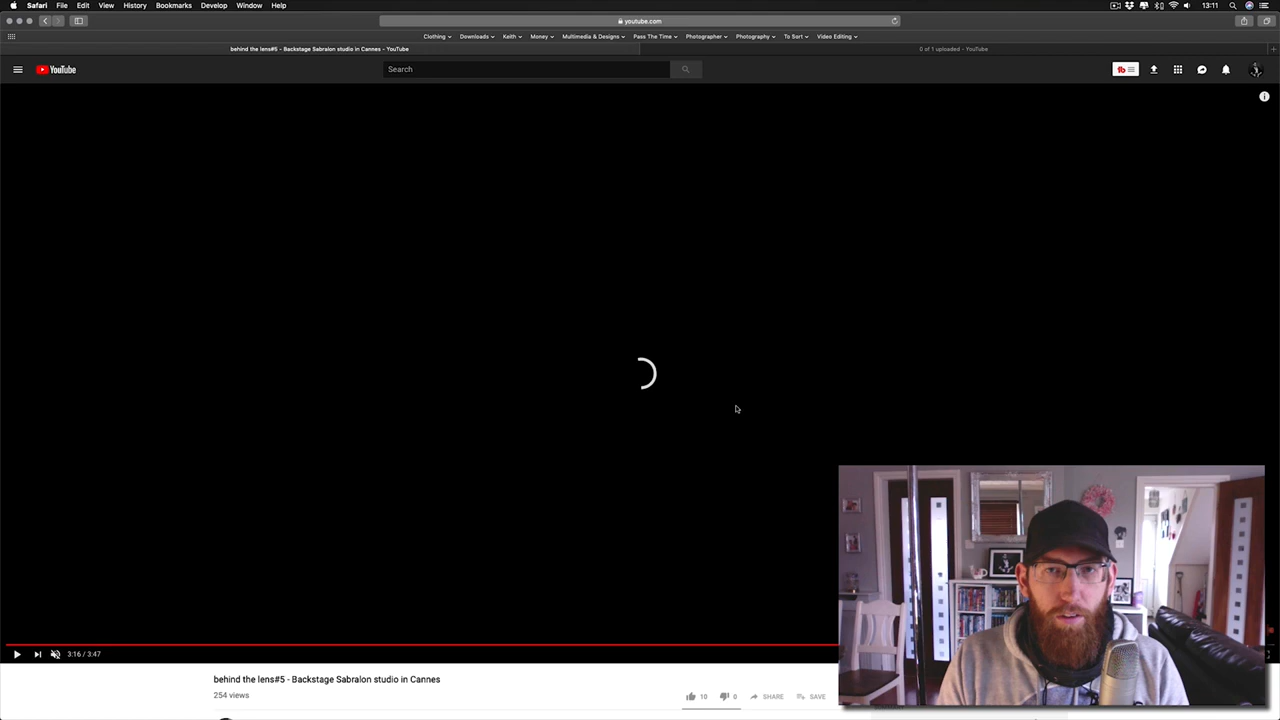 Safari File Edit View History Bookmarks Develop Window Help 13:11
youtube.com
Clothing Downloads Keith Money Multimedia & Designs Pass The Time Photographer Photography To Sort Video Editing
behind the lens#5 - Backstage Sabralon studio in Cannes - YouTube 0 of 1 uploaded - YouTube
YouTube Search tb
3:16 / 3:47
behind the lens#5 - Backstage Sabralon studio in Cannes
254 views 10 0 SHARE SAVE